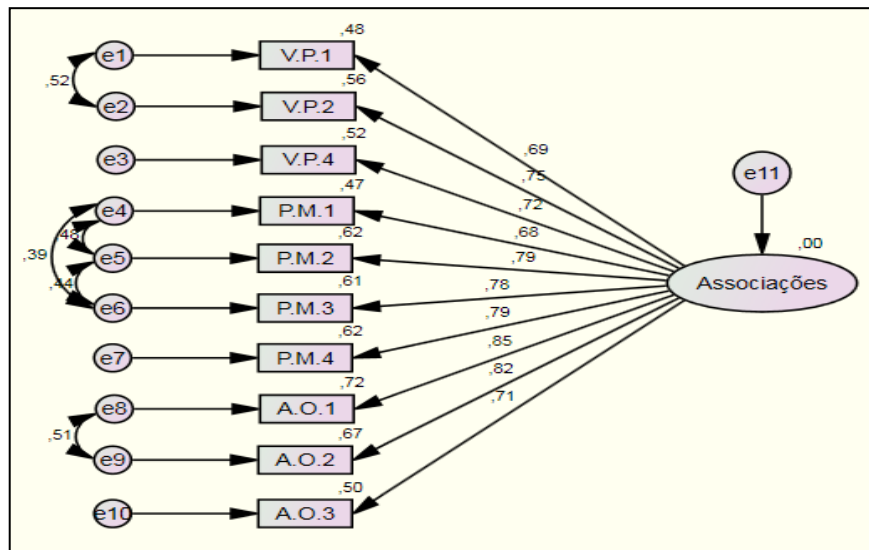 ,48
e1 V.P.1
,52
,56
e2 V.P.2
,52
e3 V.P.4
,69
,75
,72
,68
,79
,78
,79
,85
,82
,71
e11
,00
Associações
,47
e4 P.M.1
,39
,48
,62
e5 P.M.2
,44
,61
e6 P.M.3
,62
e7 P.M.4
,72
e8 A.O.1
,51
,67
e9 A.O.2
,50
e10 A.O.3